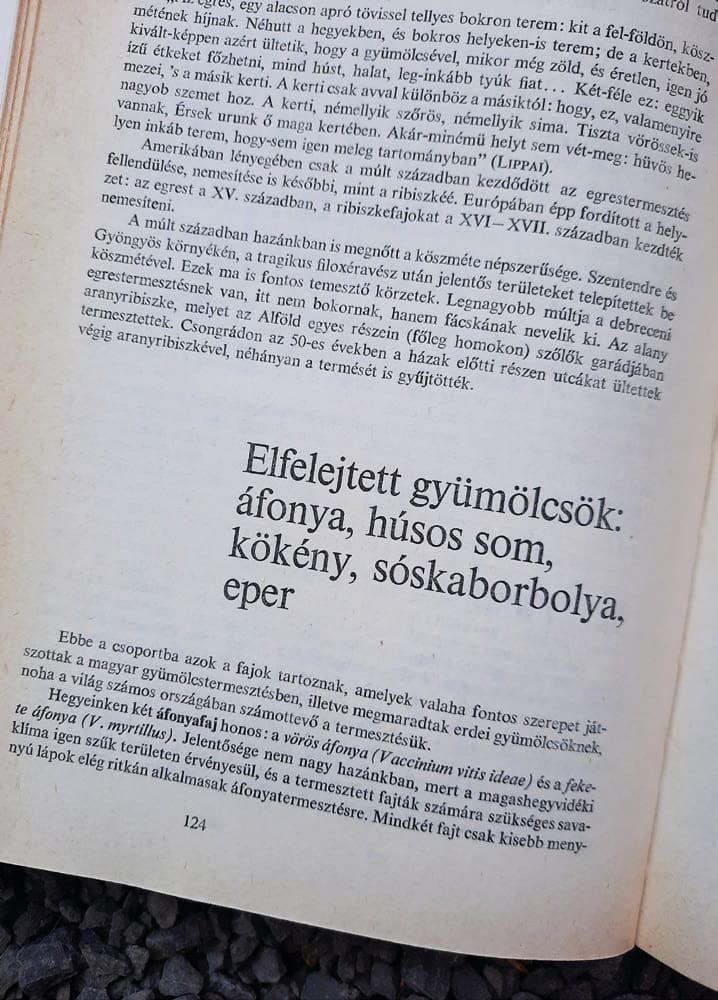 szatról tud
egres, egy alacson apró tövissel tellyes bokron terem: kit a fel-földön, kösz-
métének híjnak. Néhutt a hegyekben, és bokros helyeken-is terem; de a kertekben,
kivált-képpen azért ültetik, hogy a gyümölcsével, mikor még zöld, és éretlen, igen jó
ízű étkeket főzhetni, mind húst, halat, leg-inkább tyúk fiat... Két-féle ez: eggyik
mezei, 's a másik kerti. A kerti csak avval különböz a másiktól: hogy, ez, valamenyire
nagyob szemet hoz. A kerti, némellyik szőrös, némellyik sima. Tiszta vörössek-is
vannak, Érsek urunk ő maga kertében. Akár-minémü helyt sem vét-meg: hüvös he-
lyen inkáb terem, hogy-sem igen meleg tartományban” (LIPPAI).
Amerikában lényegében csak a múlt században kezdődött az egrestermesztés
fellendülése, nemesítése is későbbi, mint a ribiszkéé. Európában épp fordított a hely-
zet: az egrest a XV. században, a ribiszkefajokat a XVI–XVII. században kezdték
nemesíteni.
A múlt században hazánkban is megnőtt a köszméte népszerűsége. Szentendre és
Gyöngyös környékén, a tragikus filoxéravész után jelentős területeket telepítettek be
köszmétével. Ezek ma is fontos temesztő körzetek. Legnagyobb múltja a debreceni
egrestermesztésnek van, itt nem bokornak, hanem fácskának nevelik ki. Az alany
aranyribiszke, melyet az Alföld egyes részein (főleg homokon) szőlők garádjában
termesztettek. Csongrádon az 50-es években a házak előtti részen utcákat ültettek
végig aranyribiszkével, néhányan a termését is gyűjtötték.
Elfelejtett gyümölcsök:
áfonya, húsos som,
kökény, sóskaborbolya,
eper
Ebbe a csoportba azok a fajok tartoznak, amelyek valaha fontos szerepet ját-
szottak a magyar gyümölcstermesztésben, illetve megmaradtak erdei gyümölcsöknek,
noha a világ számos országában számottevő a termesztésük.
Hegyeinken két áfonyafaj honos: a vörös áfonya (Vaccinium vitis ideae) és a feke-
te áfonya (V. myrtillus). Jelentősége nem nagy hazánkban, mert a magashegyvidéki
klíma igen szűk területen érvényesül, és a termesztett fajták számára szükséges sava-
nyú lápok elég ritkán alkalmasak áfonyatermesztésre. Mindkét fajt csak kisebb meny-
124